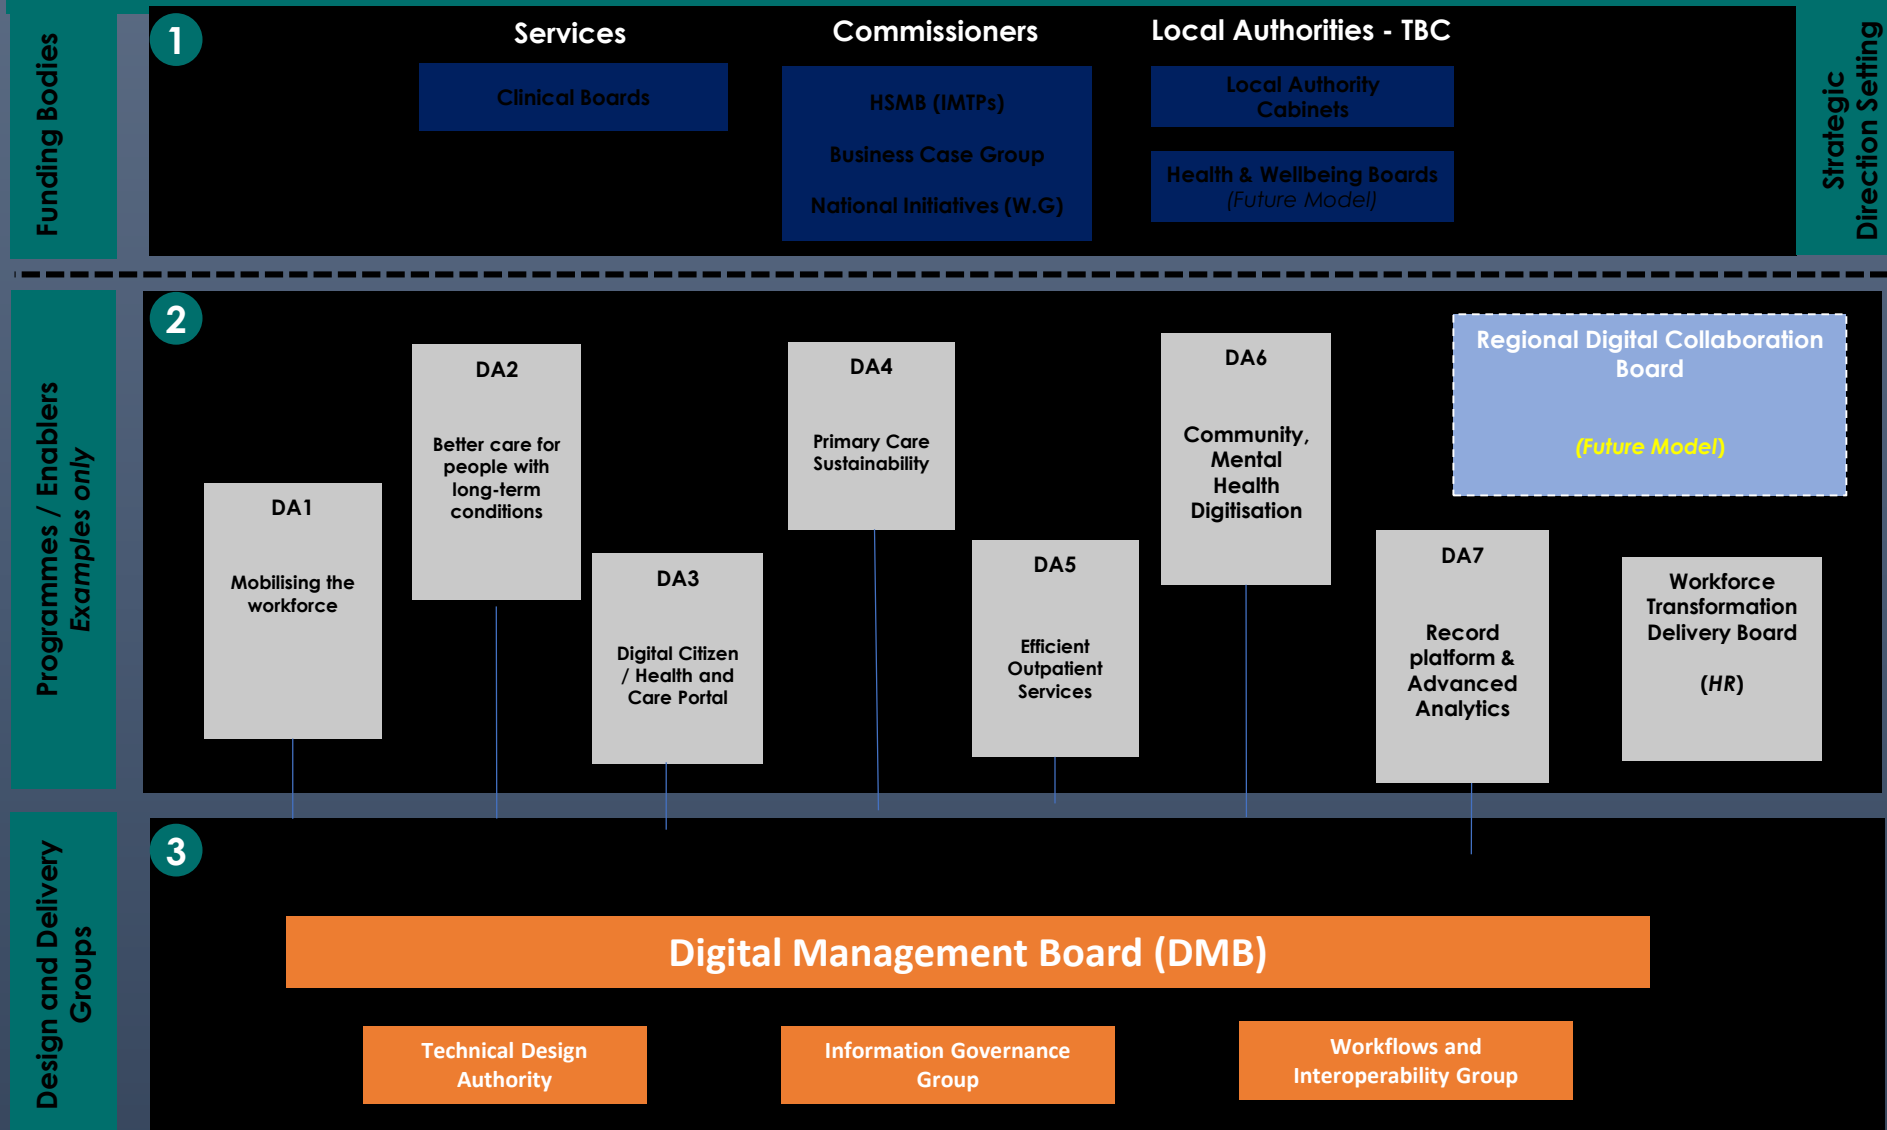 Funding Bodies
1
Services
Clinical Boards
Commissioners
HSMB (IMTPs)
Business Case Group
National Initiatives (W.G)
Local Authorities - TBC
Local Authority
Cabinets
Health & Wellbeing Boards
(Future Model)
Strategic
Direction Setting
Programmes / Enablers
Examples only
2
DA1
Mobilising the
workforce
DA2
Better care for
people with
long-term
conditions
DA3
Digital Citizen
/ Health and
Care Portal
DA4
Primary Care
Sustainability
DA5
Efficient
Outpatient
Services
DA6
Community,
Mental
Health
Digitisation
DA7
Record
platform &
Advanced
Analytics
Regional Digital Collaboration
Board
(Future Model)
Workforce
Transformation
Delivery Board
(HR)
Design and Delivery
Groups
3
Digital Management Board (DMB)
Technical Design
Authority
Information Governance
Group
Workflows and
Interoperability Group